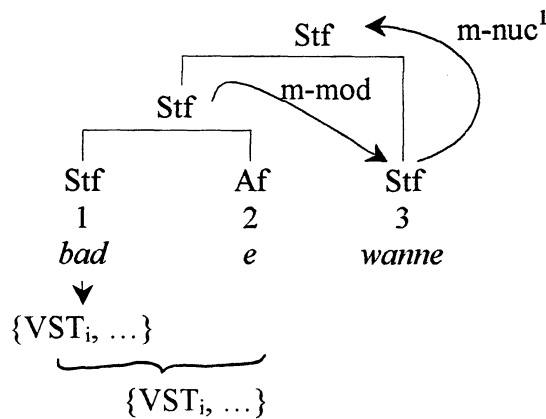 Stf m-nuc¹
Stf m-mod
Stf Af Stf
1 2 3
bad e wanne
{VSTᵢ, …}
{VSTᵢ, …}